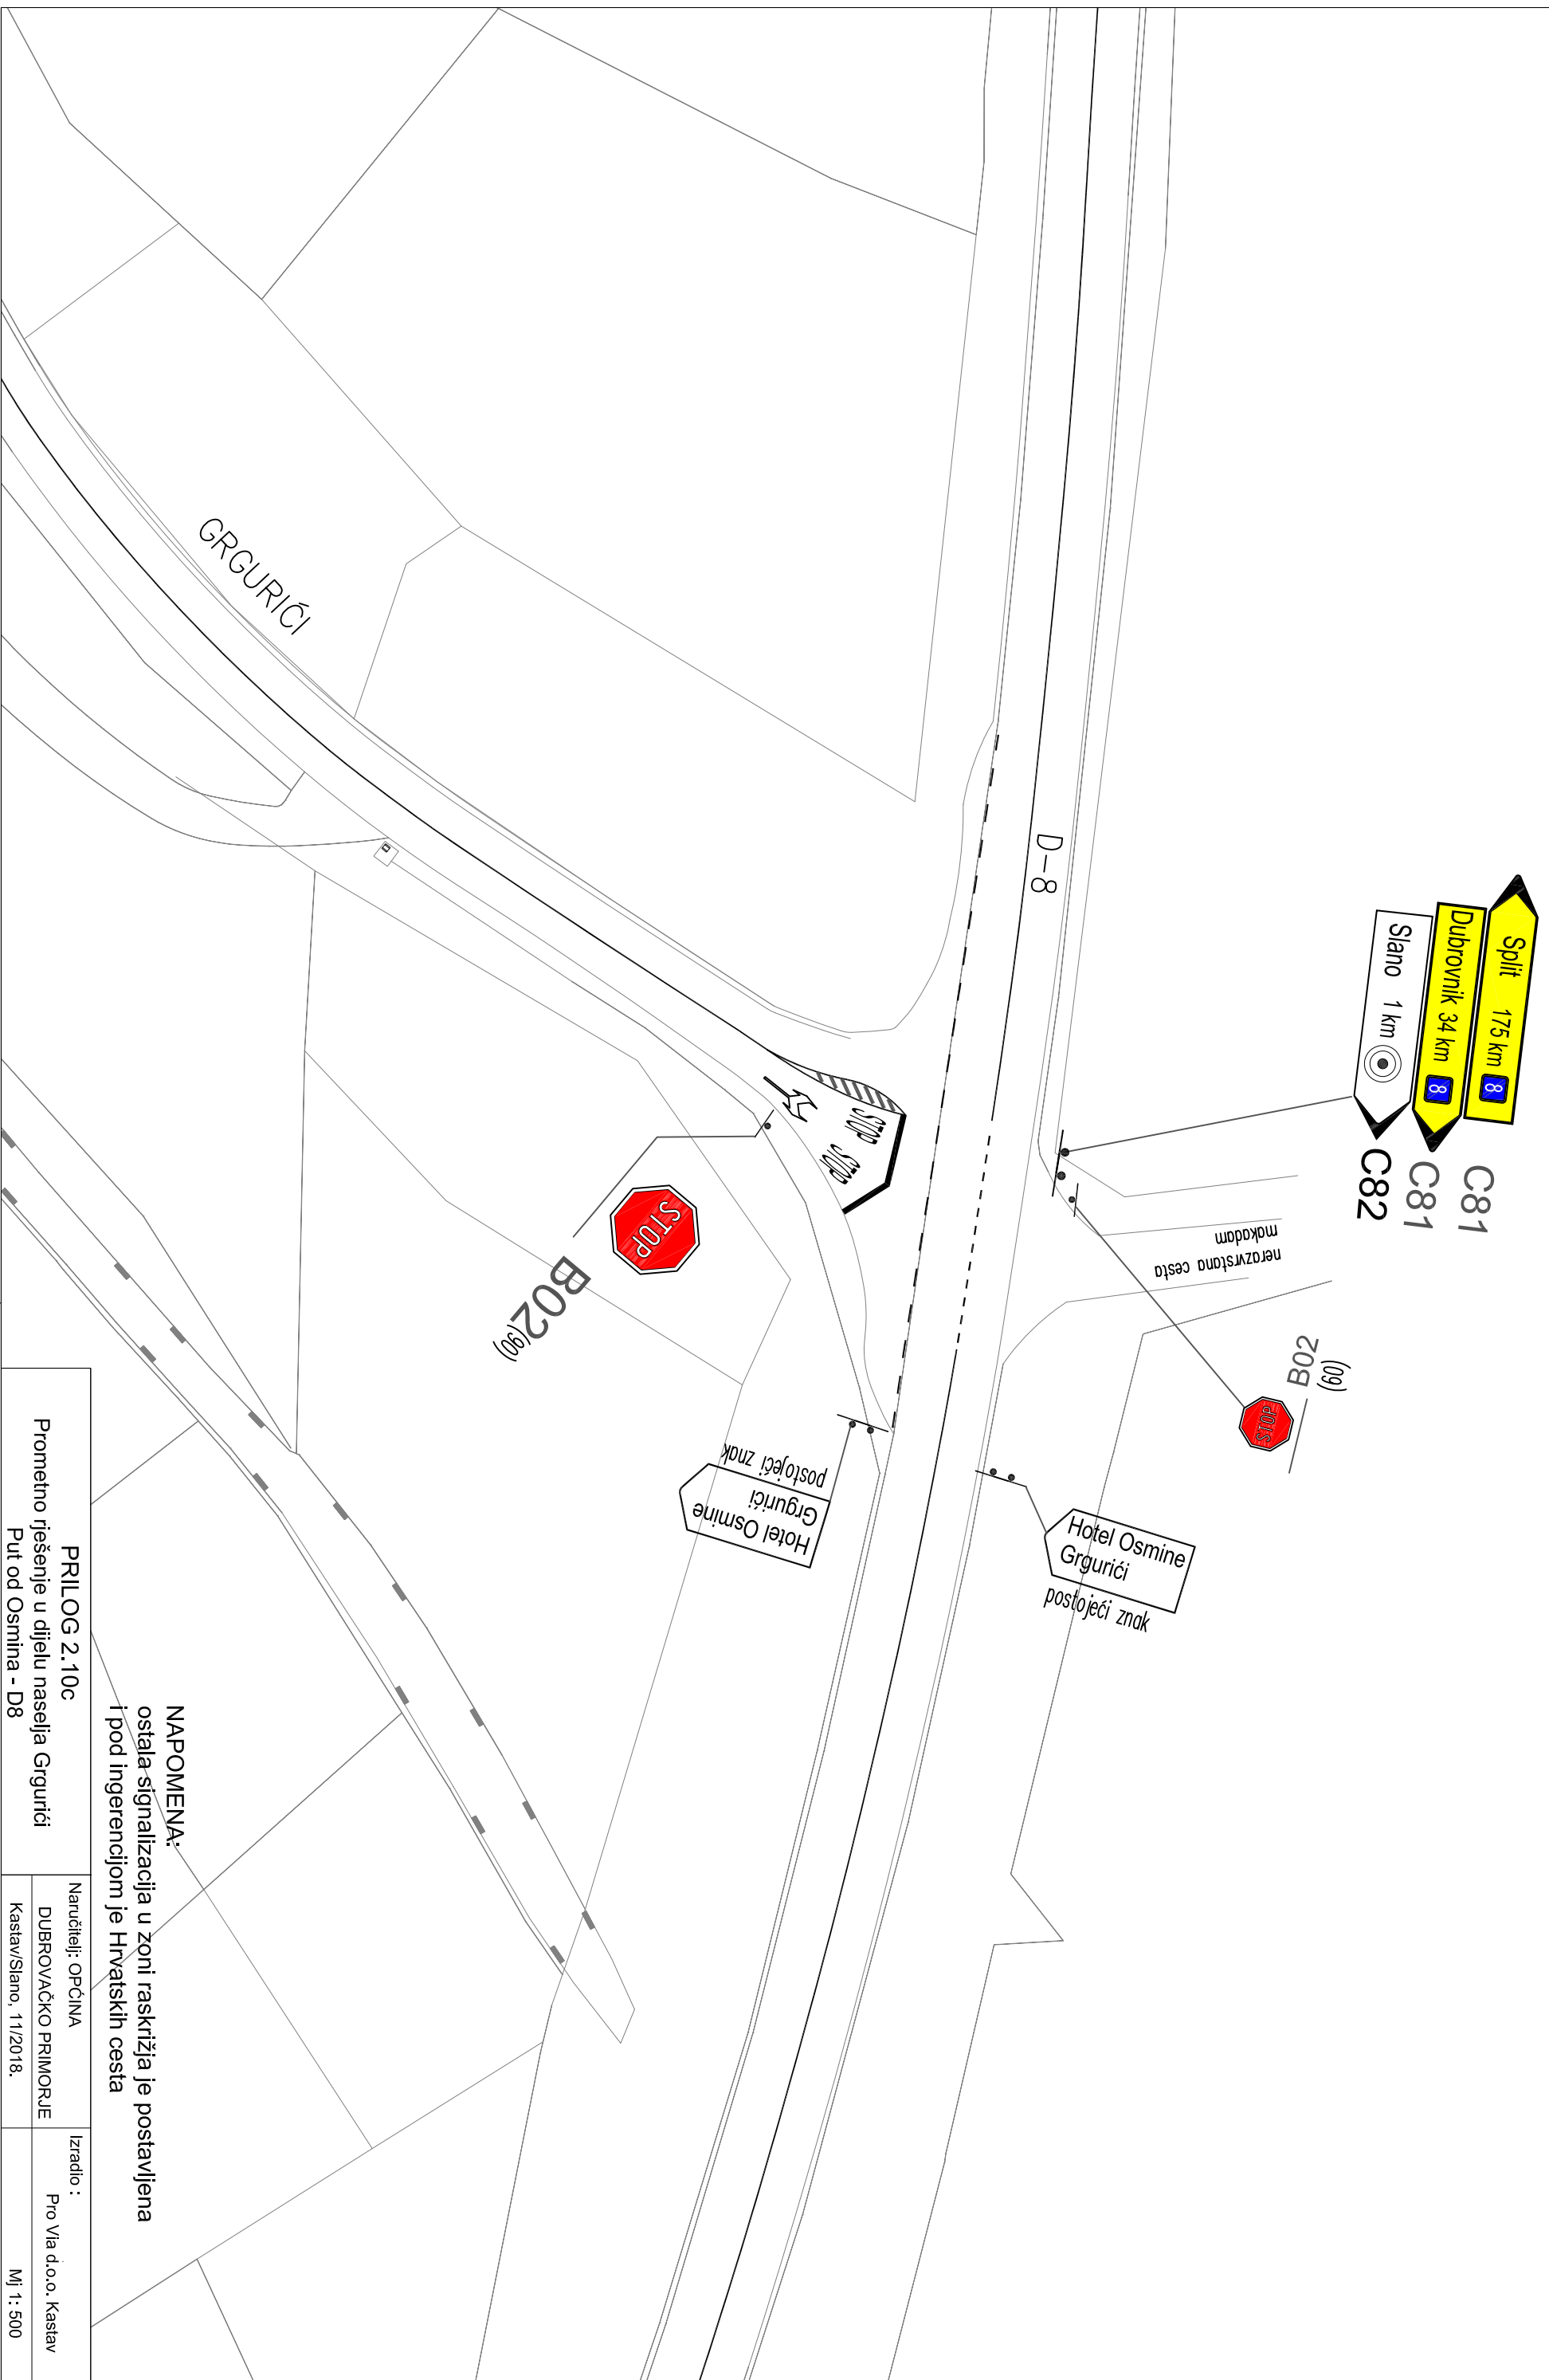 Split 175 km 8
Dubrovnik 34 km 8
Slano 1 km
C81
C81
C82
D-8
GRGURIĆI
nerazvrstana cesta
makadam
STOP
B02
(60)
STOP STOP
STOP
B02
(90)
Hotel Osmine
Grgurići
postojeći znak
Hotel Osmine
Grgurići
postojeći znak
NAPOMENA:
ostala signalizacija u zoni raskrižja je postavljena
i pod ingerencijom je Hrvatskih cesta
PRILOG 2.10c
Prometno rješenje u dijelu naselja Grgurići
Put od Osmina - D8
Naručitelj: OPĆINA
DUBROVAČKO PRIMORJE
Kastav/Slano, 11/2018.
Izradio :
Pro Via d.o.o. Kastav
Mj 1: 500